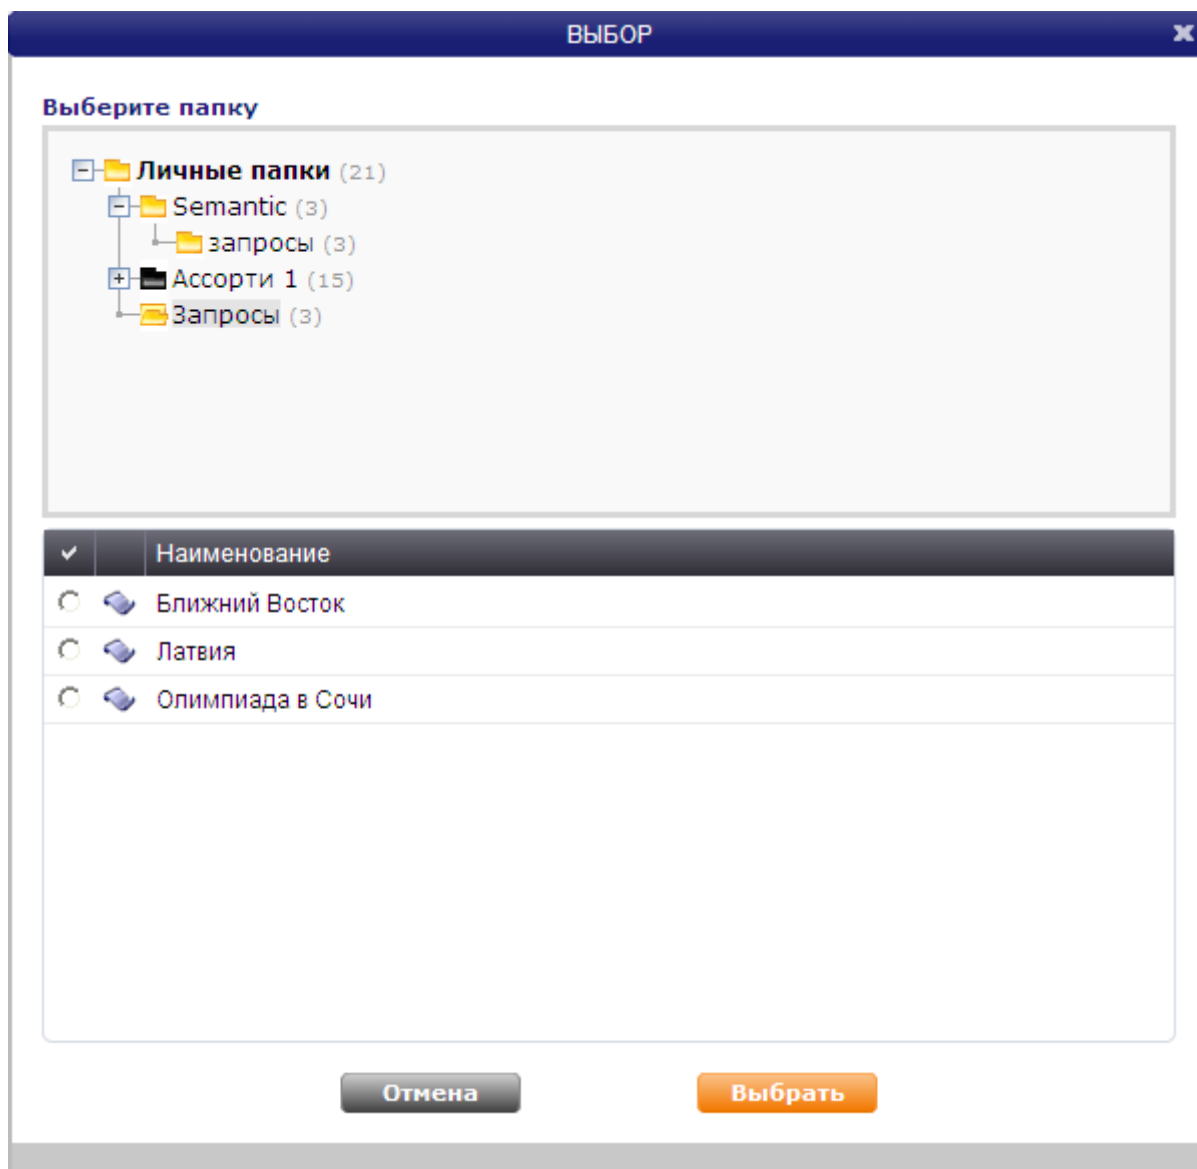 ВЫБОР
Выберите папку
Личные папки (21)
Semantic (3)
запросы (3)
Ассорти 1 (15)
Запросы (3)
Наименование
Ближний Восток
Латвия
Олимпиада в Сочи
Отмена Выбрать